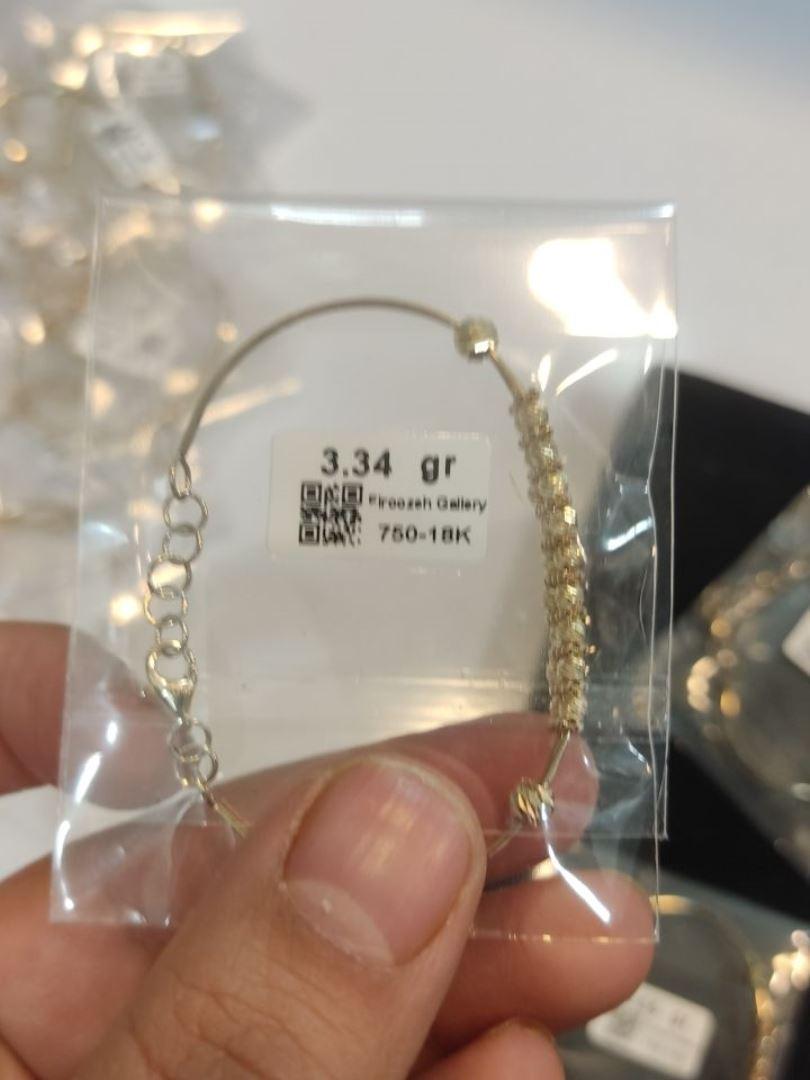 3.34 gr
Firoozeh Gallery
750-18K